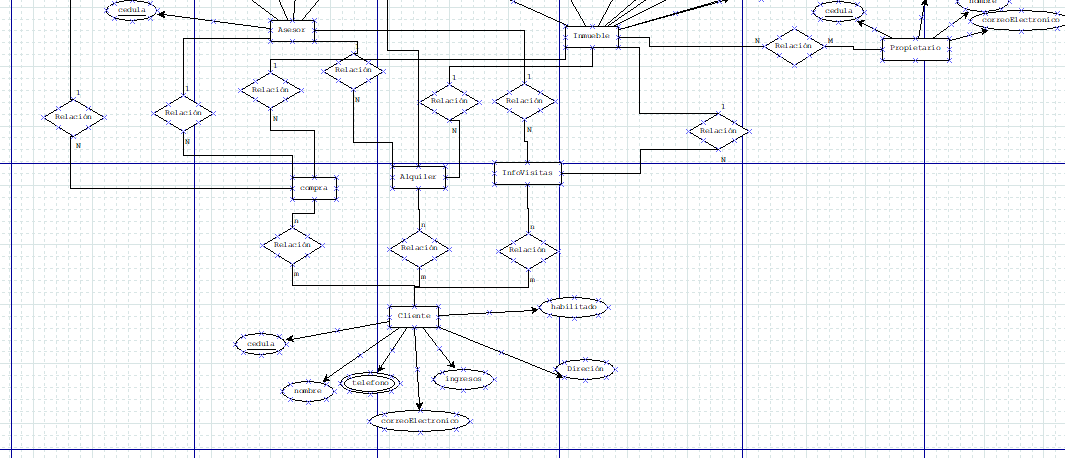 nombre
cedula
cedula
correoElectronico
Asesor
Inmueble
N
Relación
M
Propietario
Relación
1
1
Relación
1
Relación
1
Relación
1
Relación
1
Relación
Relación
N
N
N
N
N
N
N
compra
Alquiler
InfoVisitas
n
n
n
Relación
Relación
Relación
m
m
m
Cliente
habilitado
cedula
nombre
telefono
ingresos
Direción
correoElectronico